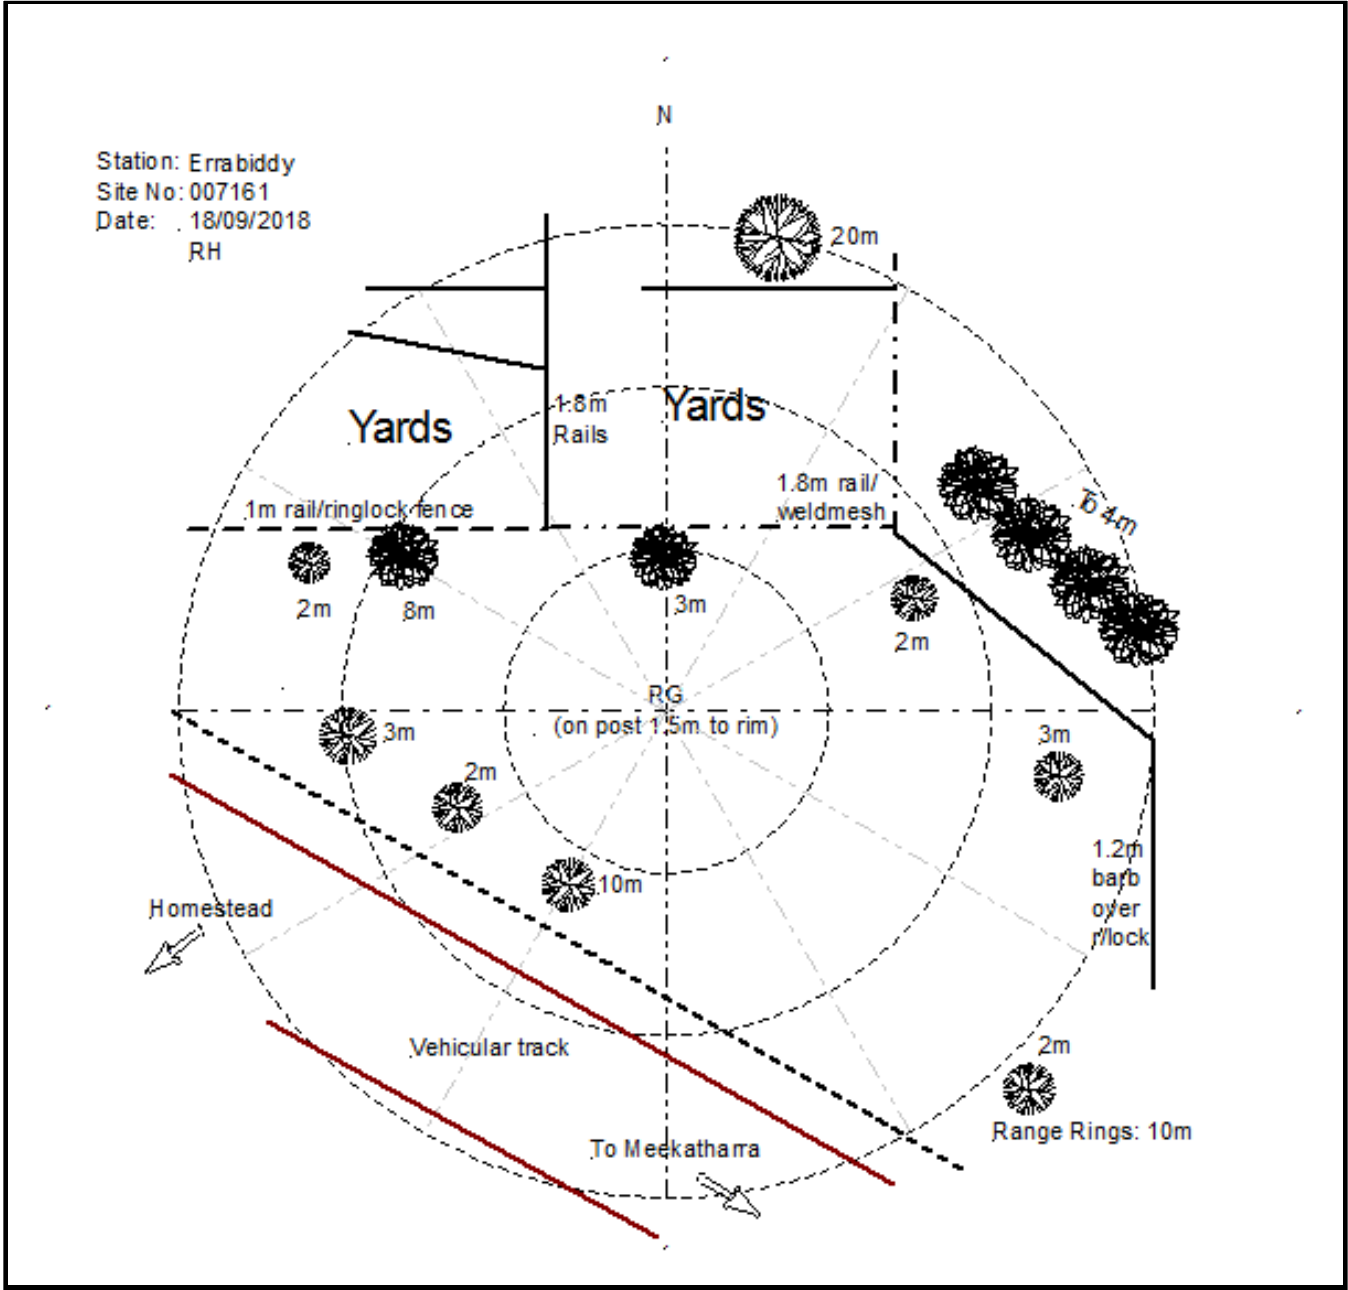 N
Station: Errabiddy
Site No: 007161
Date: 18/09/2018
RH
20m
Yards
1.8m
Rails
Yards
1m rail/ringlock fence
1.8m rail/
weldmesh
To 4m
2m
8m
3m
2m
RG
(on post 1.5m to rim)
3m
3m
2m
10m
1.2m
barb
over
r/lock
Homestead
Vehicular track
2m
Range Rings: 10m
To Meekatharra